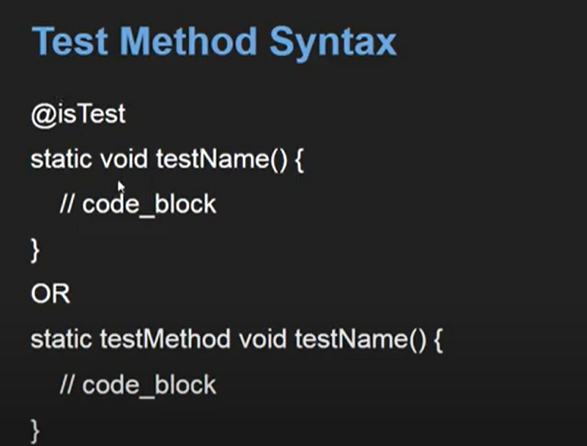 Test Method Syntax
@isTest
static void testName() {
// code_block
}
OR
static testMethod void testName() {
// code_block
}